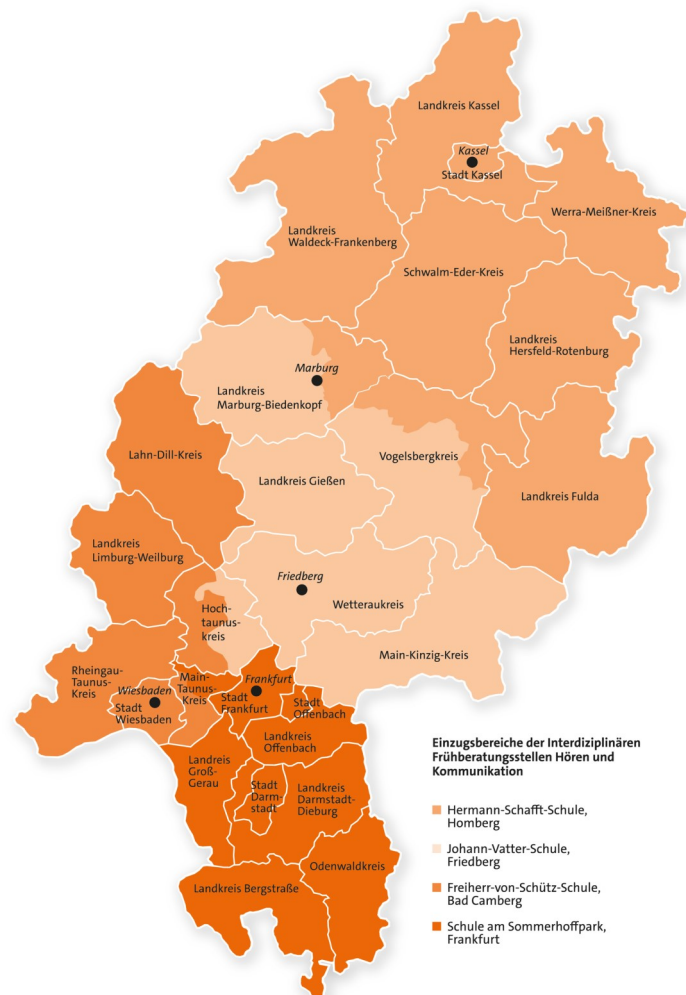 Landkreis Kassel
Kassel
Stadt Kassel
Werra-Meißner-Kreis
Landkreis
Waldeck-Frankenberg
Schwalm-Eder-Kreis
Landkreis
Hersfeld-Rotenburg
Marburg
Landkreis
Marburg-Biedenkopf
Lahn-Dill-Kreis
Vogelsbergkreis
Landkreis Gießen
Landkreis Fulda
Landkreis
Limburg-Weilburg
Friedberg
Wetteraukreis
Hoch-
taunus-
kreis
Main-Kinzig-Kreis
Rheingau-
Taunus-
Kreis
Wiesbaden
Stadt
Wiesbaden
Main-
Taunus-
Kreis
Frankfurt
Stadt
Frankfurt
Stadt
Offenbach
Landkreis
Offenbach
Landreis
Groß-
Gerau
Stadt
Darm-
stadt
Landkreis
Darmstadt-
Dieburg
Odenwaldkreis
Landkreis Bergstraße
Einzugsbereiche der Interdiziplinären
Frühberatungsstellen Hören und
Kommunikation
Hermann-Schafft-Schule,
Homberg
Johann-Vatter-Schule,
Friedberg
Freiherr-von-Schütz-Schule,
Bad Camberg
Schule am Sommerhoffpark,
Frankfurt